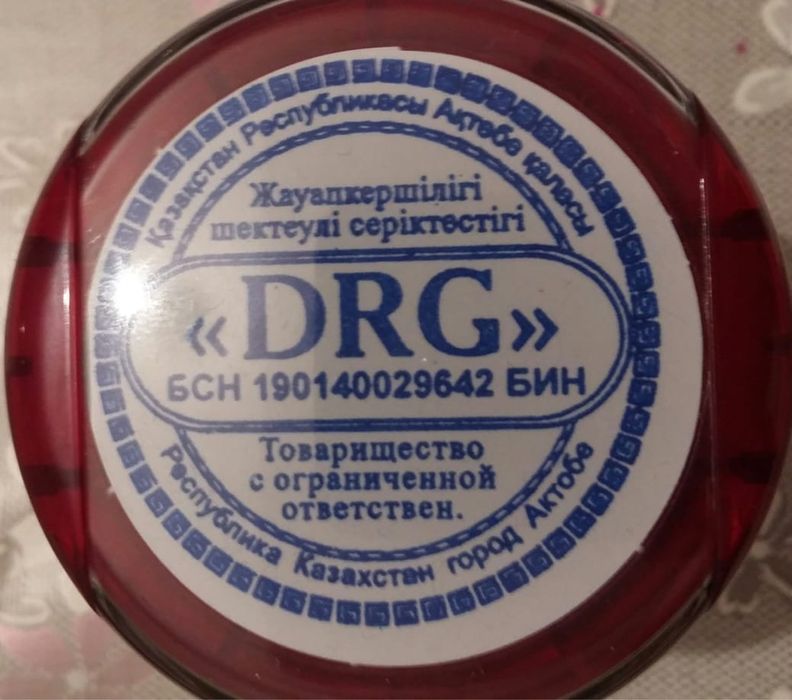 Қазақстан Республикасы Ақтөбе қаласы
Жауапкершілігі
шектеулі серіктестігі
«DRG»
БСН 190140029642 БИН
Товарищество
с ограниченной
ответствен.
Республика Казахстан город Актобе